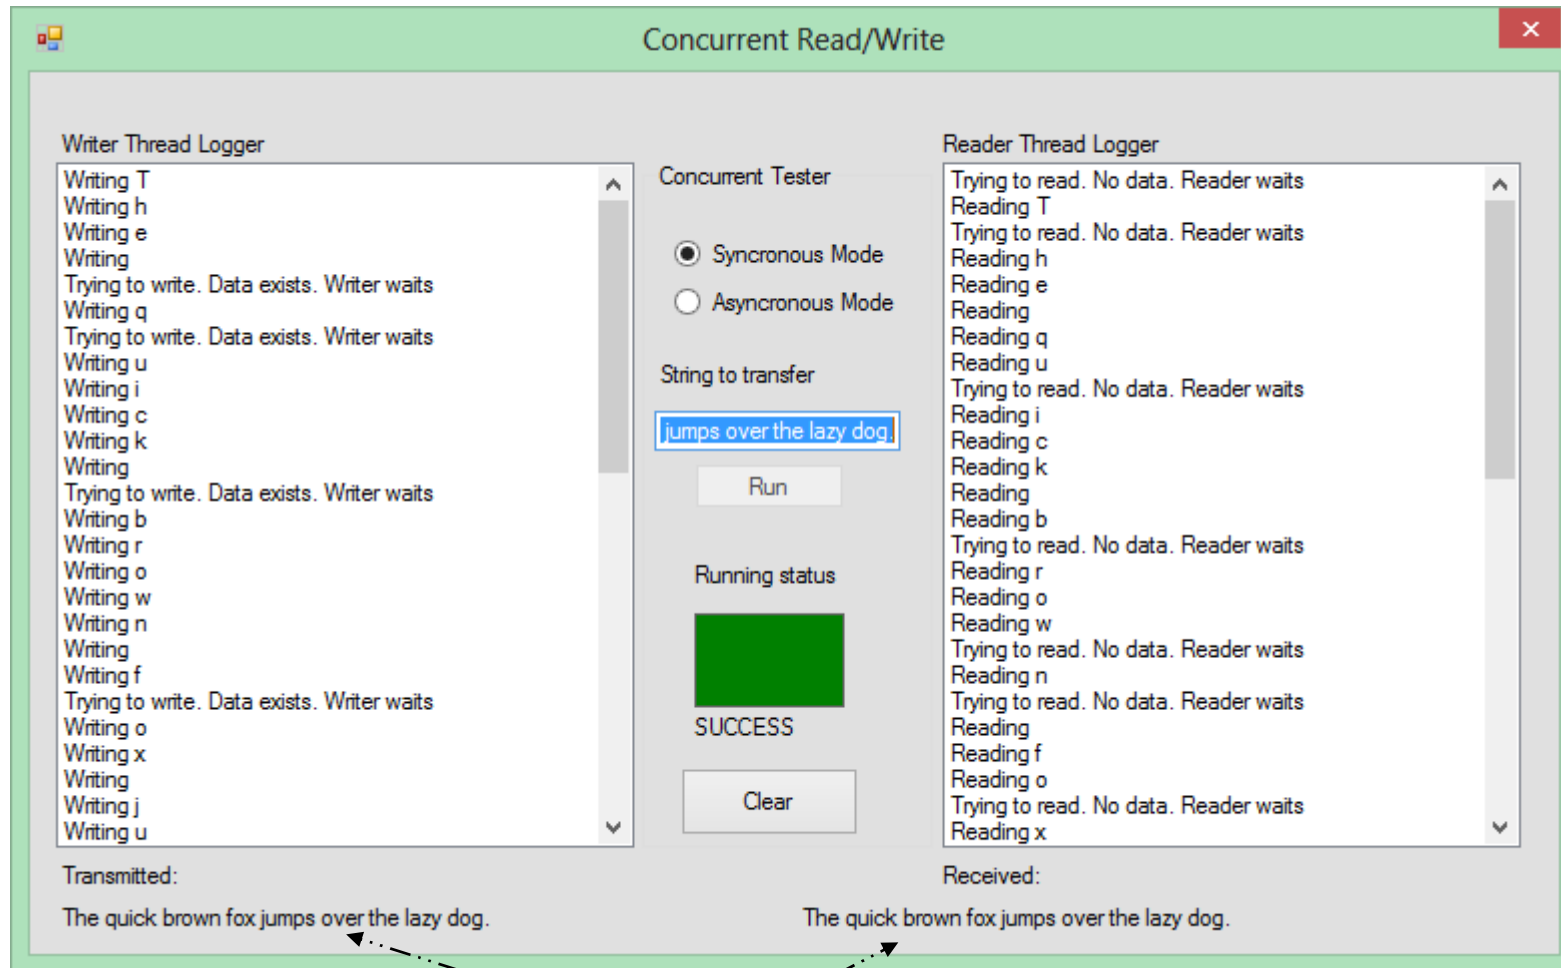 Concurrent Read/Write
Writer Thread Logger
Writing T
Writing h
Writing e
Writing
Trying to write. Data exists. Writer waits
Writing q
Trying to write. Data exists. Writer waits
Writing u
Writing i
Writing c
Writing k
Writing
Trying to write. Data exists. Writer waits
Writing b
Writing r
Writing o
Writing w
Writing n
Writing
Writing f
Trying to write. Data exists. Writer waits
Writing o
Writing x
Writing
Writing j
Writing u
Transmitted:
The quick brown fox jumps over the lazy dog.
Concurrent Tester
Syncronous Mode
Asyncronous Mode
String to transfer
jumps over the lazy dog.
Run
Running status
SUCCESS
Clear
Reader Thread Logger
Trying to read. No data. Reader waits
Reading T
Trying to read. No data. Reader waits
Reading h
Reading e
Reading
Reading q
Reading u
Trying to read. No data. Reader waits
Reading i
Reading c
Reading k
Reading
Reading b
Trying to read. No data. Reader waits
Reading r
Reading o
Reading w
Trying to read. No data. Reader waits
Reading n
Trying to read. No data. Reader waits
Reading
Reading f
Reading o
Trying to read. No data. Reader waits
Reading x
Received:
The quick brown fox jumps over the lazy dog.